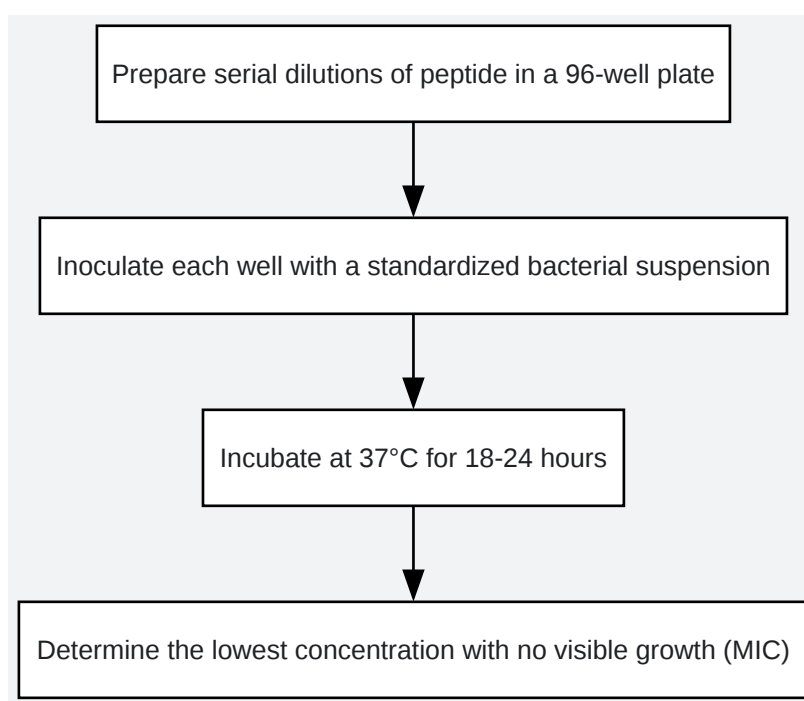 Prepare serial dilutions of peptide in a 96-well plate
Inoculate each well with a standardized bacterial suspension
Incubate at 37°C for 18-24 hours
Determine the lowest concentration with no visible growth (MIC)